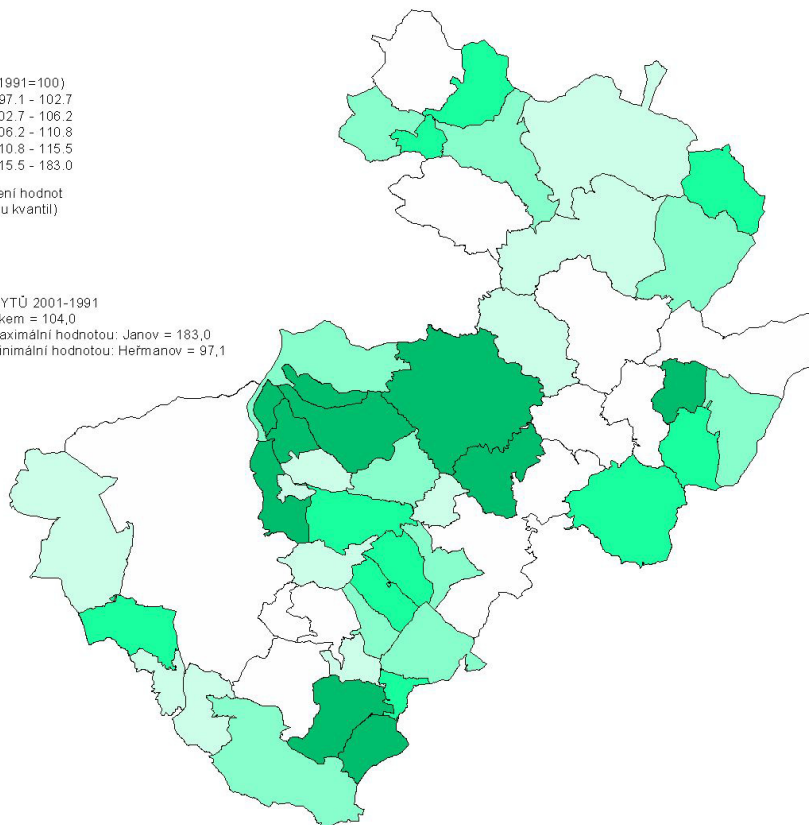 1991=100)
97.1 - 102.7
02.7 - 106.2
06.2 - 110.8
10.8 - 115.5
15.5 - 183.0
ení hodnot
u kvantil)
YTŮ 2001-1991
kem = 104,0
aximální hodnotou: Janov = 183,0
inimální hodnotou: Heřmanov = 97,1